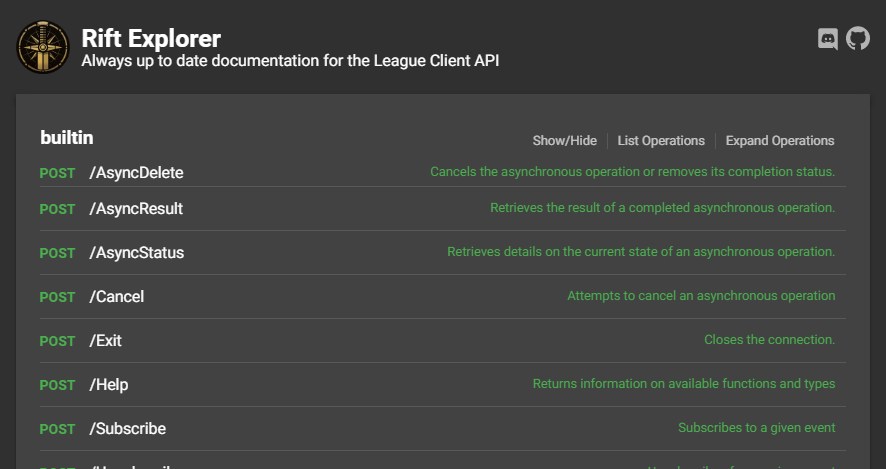 Rift Explorer
Always up to date documentation for the League Client API
builtin
Show/Hide List Operations Expand Operations
POST /AsyncDelete Cancels the asynchronous operation or removes its completion status.
POST /AsyncResult Retrieves the result of a completed asynchronous operation.
POST /AsyncStatus Retrieves details on the current state of an asynchronous operation.
POST /Cancel Attempts to cancel an asynchronous operation
POST /Exit Closes the connection.
POST /Help Returns information on available functions and types
POST /Subscribe Subscribes to a given event